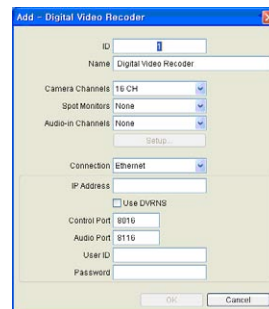 Add - Digital Video Recoder
ID 1
Name Digital Video Recoder
Camera Channels 16 CH
Spot Monitors None
Audio-in Channels None
Setup...
Connection Ethernet
IP Address
Use DVRNS
Control Port 8016
Audio Port 8116
User ID
Password
OK Cancel